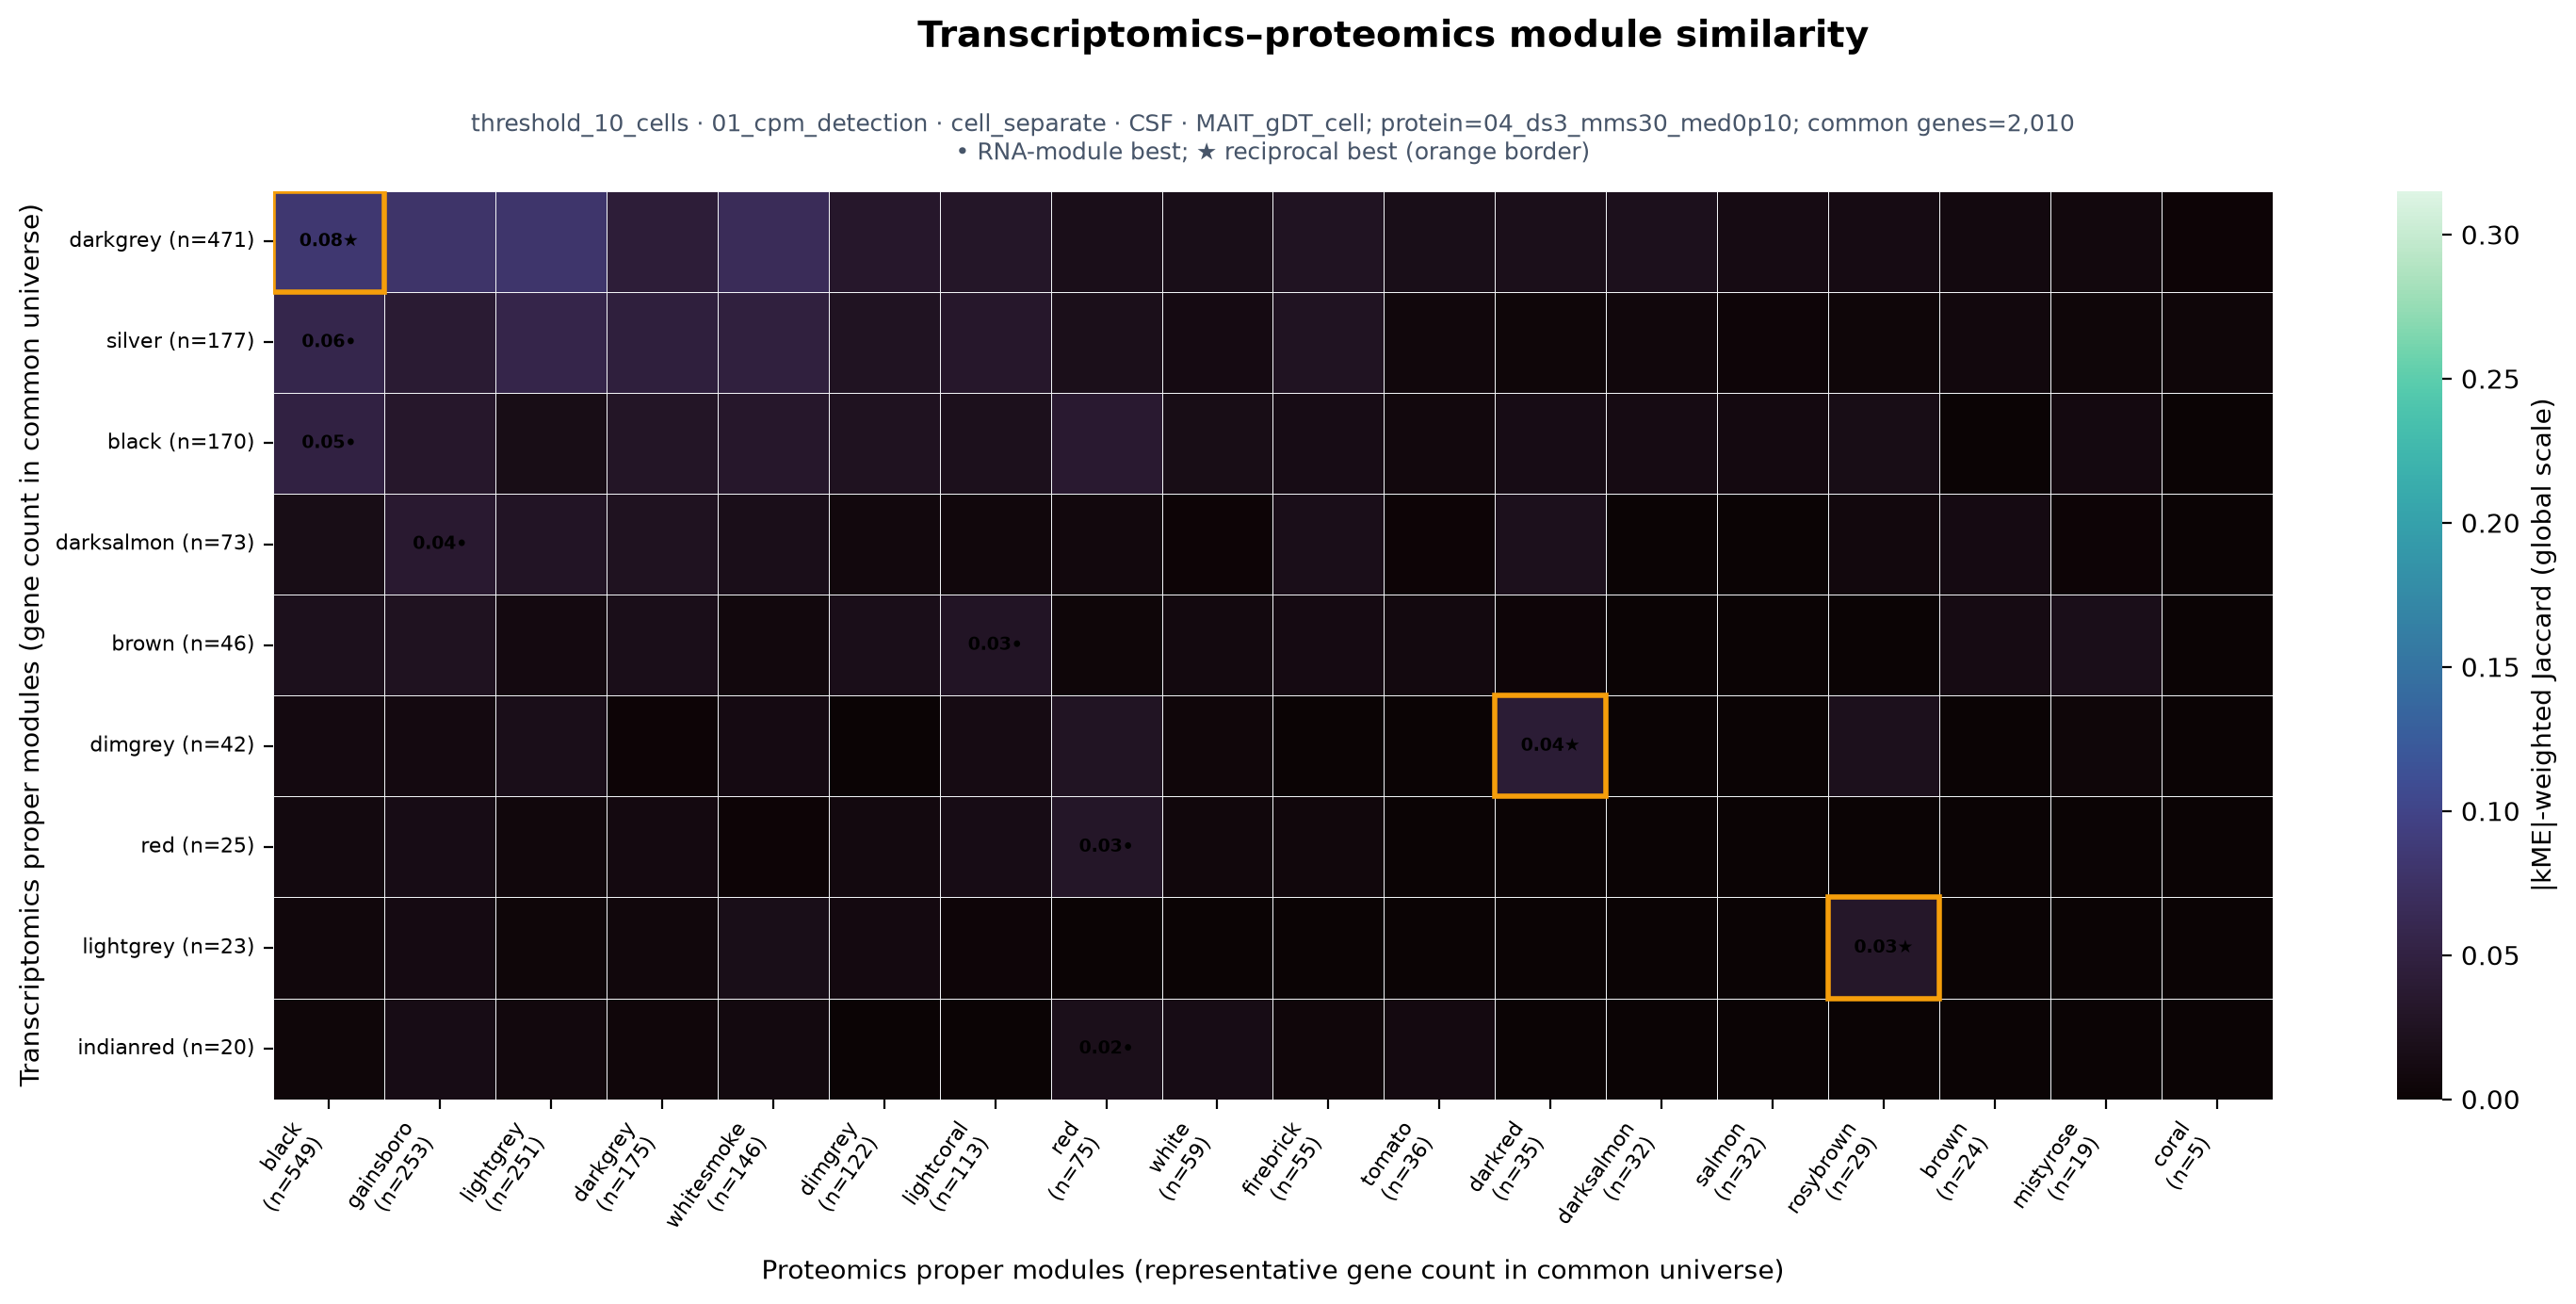 Transcriptomics–proteomics module similarity
threshold_10_cells · 01_cpm_detection · cell_separate · CSF · MAIT_gDT_cell; protein=04_ds3_mms30_med0p10; common genes=2,010
• RNA-module best; ★ reciprocal best (orange border)
Transcriptomics proper modules (gene count in common universe)
darkgrey (n=471)
silver (n=177)
black (n=170)
darksalmon (n=73)
brown (n=46)
dimgrey (n=42)
red (n=25)
lightgrey (n=23)
indianred (n=20)
0.08★
0.06•
0.05•
0.04•
0.03•
0.04★
0.03•
0.03★
0.02•
black
(n=549)
gainsboro
(n=253)
lightgrey
(n=251)
darkgrey
(n=175)
whitesmoke
(n=146)
dimgrey
(n=122)
lightcoral
(n=113)
red
(n=75)
white
(n=59)
firebrick
(n=55)
tomato
(n=36)
darkred
(n=35)
darksalmon
(n=32)
salmon
(n=32)
rosybrown
(n=29)
brown
(n=24)
mistyrose
(n=19)
coral
(n=5)
Proteomics proper modules (representative gene count in common universe)
0.30
0.25
0.20
0.15
0.10
0.05
0.00
|kME|-weighted Jaccard (global scale)